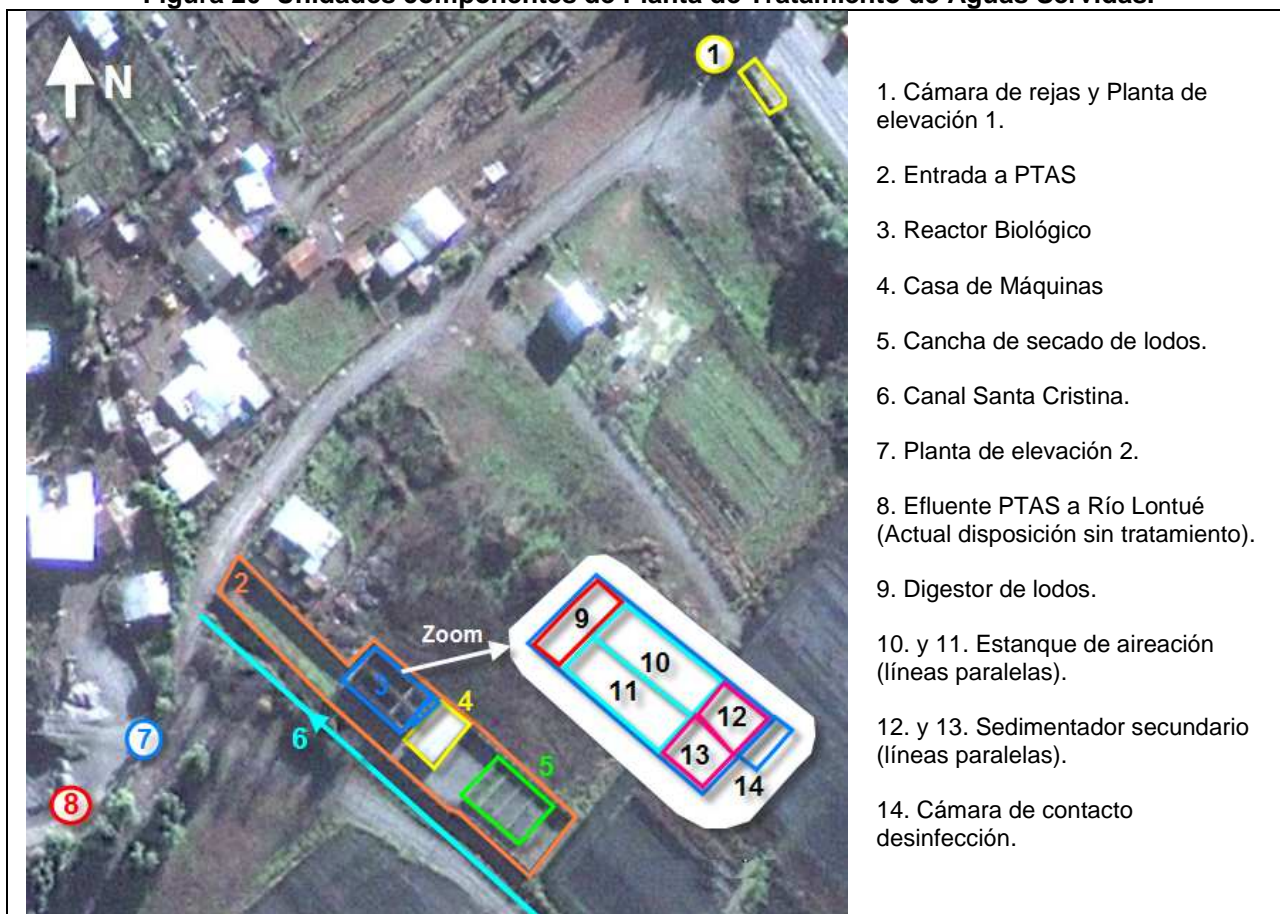 Figura 20 Unidades componentes de Planta de Tratamiento de Aguas Servidas.
N
1
2
3
4
5
6
7
8
Zoom
9
10
11
12
13
14
1. Cámara de rejas y Planta de
elevación 1.
2. Entrada a PTAS
3. Reactor Biológico
4. Casa de Máquinas
5. Cancha de secado de lodos.
6. Canal Santa Cristina.
7. Planta de elevación 2.
8. Efluente PTAS a Río Lontué
(Actual disposición sin tratamiento).
9. Digestor de lodos.
10. y 11. Estanque de aireación
(líneas paralelas).
12. y 13. Sedimentador secundario
(líneas paralelas).
14. Cámara de contacto
desinfección.